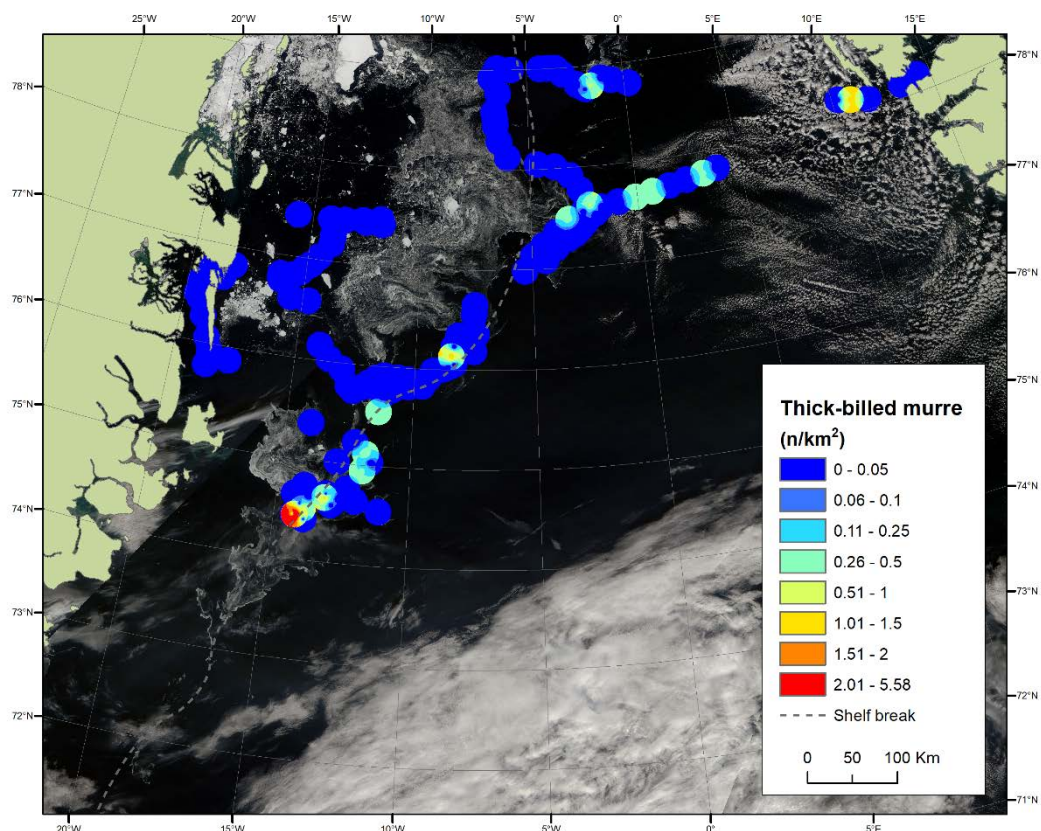 25°W 20°W 15°W 10°W 5°W 0° 5°E 10°E 15°E
78°N 78°N
77°N 77°N
76°N 76°N
75°N 75°N
74°N 74°N
73°N 73°N
72°N 72°N
71°N
20°W 15°W 10°W 5°W 0° 5°E
Thick-billed murre
(n/km²)
0 - 0.05
0.06 - 0.1
0.11 - 0.25
0.26 - 0.5
0.51 - 1
1.01 - 1.5
1.51 - 2
2.01 - 5.58
Shelf break
0 50 100 Km